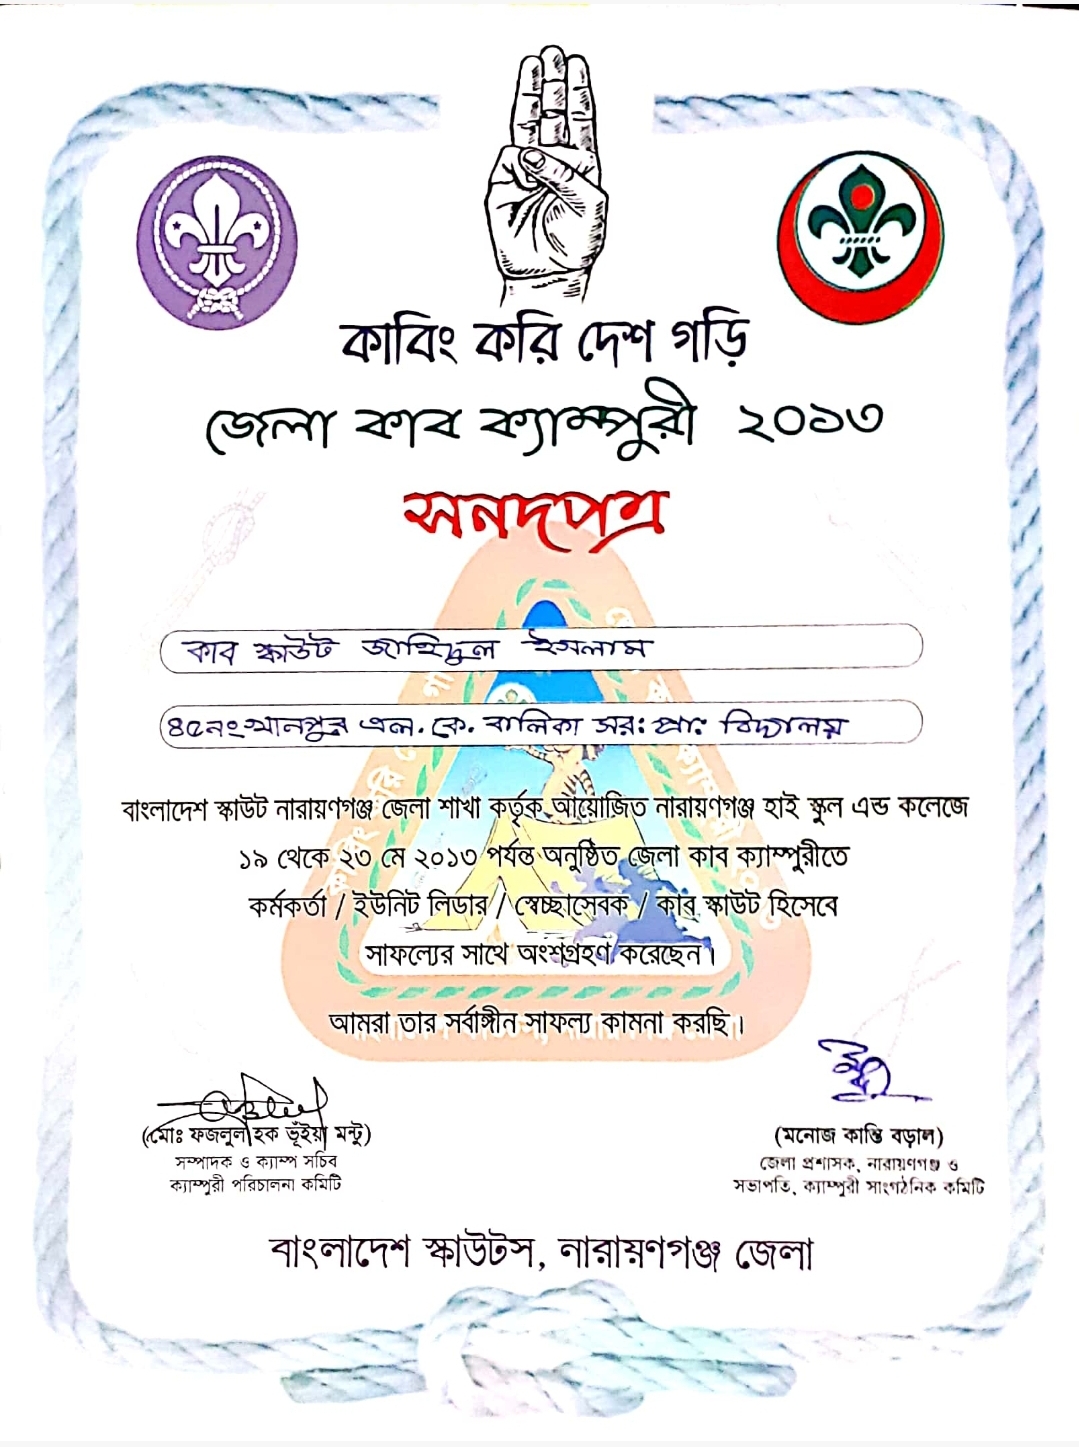 কাবিং করি দেশ গড়ি
জেলা কাব ক্যাম্পুরী ২০১৩
সনদপত্র
কাব স্কাউট জাহিদুল ইসলাম
৪৫নং খানপুর এল. কে. বালিকা সর: প্রা: বিদ্যালয়
বাংলাদেশ স্কাউট নারায়ণগঞ্জ জেলা শাখা কর্তৃক আয়োজিত নারায়ণগঞ্জ হাই স্কুল এন্ড কলেজে
১৯ থেকে ২৩ মে ২০১৩ পর্যন্ত অনুষ্ঠিত জেলা কাব ক্যাম্পুরীতে
কর্মকর্তা / ইউনিট লিডার / স্বেচ্ছাসেবক / কাব স্কাউট হিসেবে
সাফল্যের সাথে অংশগ্রহণ করেছেন।
আমরা তার সর্বাঙ্গীন সাফল্য কামনা করছি।
(মোঃ ফজলুল হক ভূঁইয়া মন্টু)
সম্পাদক ও ক্যাম্প সচিব
ক্যাম্পুরী পরিচালনা কমিটি
(মনোজ কান্তি বড়াল)
জেলা প্রশাসক, নারায়ণগঞ্জ ও
সভাপতি, ক্যাম্পুরী সাংগঠনিক কমিটি
বাংলাদেশ স্কাউটস, নারায়ণগঞ্জ জেলা